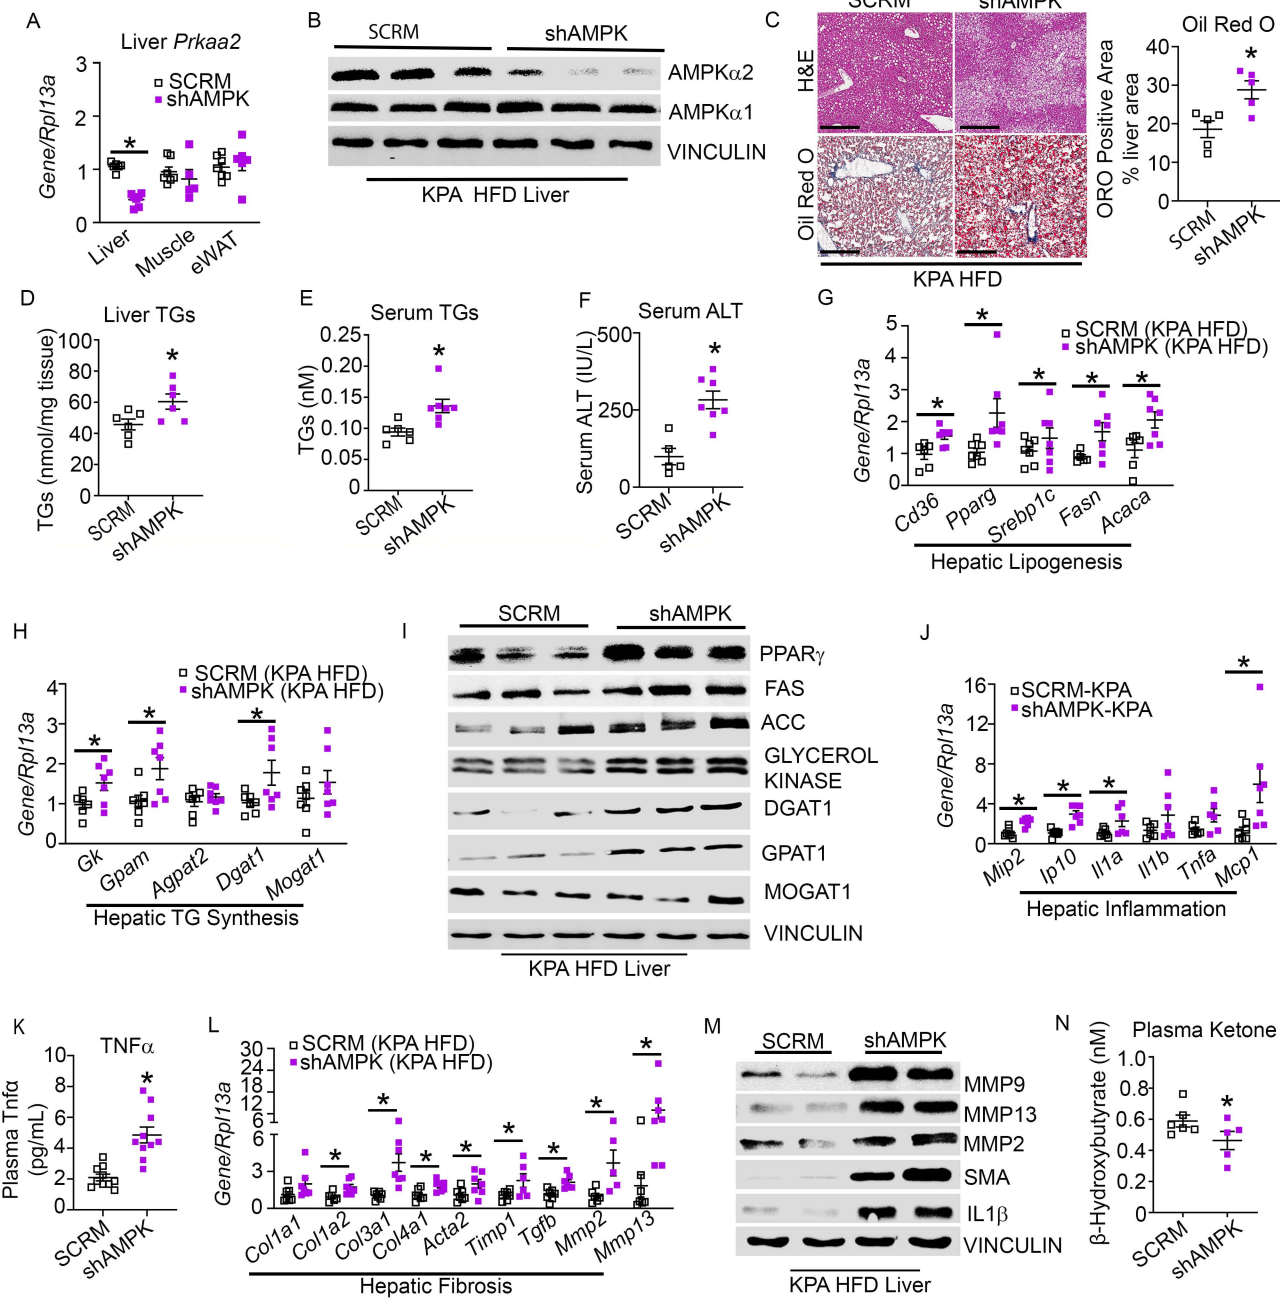 A
Liver Prkaa2
Gene/Rpl13a
3
2
1
0
SCRM
shAMPK
*
Liver
Muscle
eWAT
B
SCRM
shAMPK
AMPKα2
AMPKα1
VINCULIN
KPA HFD Liver
C
SCRM
shAMPK
H&E
Oil Red O
KPA HFD
Oil Red O
ORO Positive Area
% liver area
40
30
20
10
0
*
SCRM
shAMPK
D
Liver TGs
TGs (nmol/mg tissue)
100
80
60
40
20
0
*
SCRM
shAMPK
E
Serum TGs
TGs (nM)
0.25
0.20
0.15
0.10
0.05
0
*
SCRM
shAMPK
F
Serum ALT
Serum ALT (IU/L)
500
250
0
*
SCRM
shAMPK
G
Gene/Rpl13a
5
4
3
2
1
0
SCRM (KPA HFD)
shAMPK (KPA HFD)
* * * * *
Cd36
Pparg
Srebp1c
Fasn
Acaca
Hepatic Lipogenesis
H
SCRM (KPA HFD)
shAMPK (KPA HFD)
Gene/Rpl13a
4
3
2
1
0
* * *
Gk
Gpam
Agpat2
Dgat1
Mogat1
Hepatic TG Synthesis
I
SCRM
shAMPK
PPARγ
FAS
ACC
GLYCEROL
KINASE
DGAT1
GPAT1
MOGAT1
VINCULIN
KPA HFD Liver
J
Gene/Rpl13a
16
12
8
4
0
SCRM-KPA
shAMPK-KPA
* * * *
Mip2
Ip10
Il1a
Il1b
Tnfa
Mcp1
Hepatic Inflammation
K
TNFα
Plasma Tnfα
(pg/mL)
10
8
6
4
2
0
*
SCRM
shAMPK
L
SCRM (KPA HFD)
shAMPK (KPA HFD)
Gene/Rpl13a
30
24
18
12
6
6
3
0
* * * * * * * *
Col1a1
Col1a2
Col3a1
Col4a1
Acta2
Timp1
Tgfb
Mmp2
Mmp13
Hepatic Fibrosis
M
SCRM
shAMPK
MMP9
MMP13
MMP2
SMA
IL1β
VINCULIN
KPA HFD Liver
N
Plasma Ketone
β-Hydroxybutyrate (nM)
1.0
0.8
0.6
0.4
0.2
0
*
SCRM
shAMPK